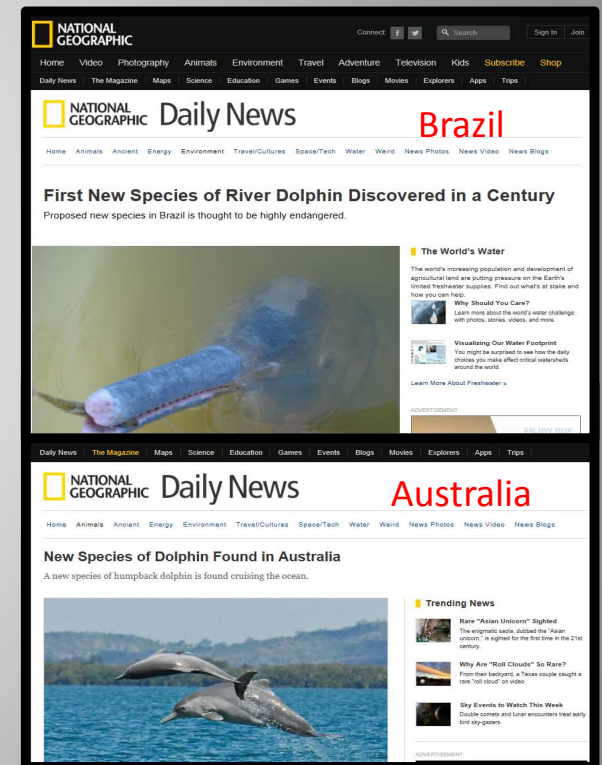 NATIONAL
GEOGRAPHIC
Connect:
Search
Sign In Join
Home Video Photography Animals Environment Travel Adventure Television Kids Subscribe Shop
Daily News The Magazine Maps Science Education Games Events Blogs Movies Explorers Apps Trips
NATIONAL
GEOGRAPHIC Daily News
Brazil
Home Animals Ancient Energy Environment Travel/Cultures Space/Tech Water Weird News Photos News Video News Blogs
First New Species of River Dolphin Discovered in a Century
Proposed new species in Brazil is thought to be highly endangered.
The World's Water
The world's increasing population and development of
agricultural land are putting pressure on the Earth's
limited freshwater supplies. Find out what's at stake and
how you can help.
Why Should You Care?
Learn more about the world's water challenge
with photos, stories, videos, and more.
Visualizing Our Water Footprint
You might be surprised to see how the daily
choices you make affect critical watersheds
around the world.
Learn More About Freshwater »
ADVERTISEMENT
ENJOY OUR
Daily News The Magazine Maps Science Education Games Events Blogs Movies Explorers Apps Trips
NATIONAL
GEOGRAPHIC Daily News
Australia
Home Animals Ancient Energy Environment Travel/Cultures Space/Tech Water Weird News Photos News Video News Blogs
New Species of Dolphin Found in Australia
A new species of humpback dolphin is found cruising the ocean.
Trending News
Rare "Asian Unicorn" Sighted
The enigmatic saola, dubbed the "Asian
unicorn," is sighted for the first time in the 21st
century.
Why Are "Roll Clouds" So Rare?
From their backyard, a Texas couple caught a
rare "roll cloud" on video.
Sky Events to Watch This Week
Double comets and lunar encounters treat early
bird sky-gazers.
ADVERTISEMENT